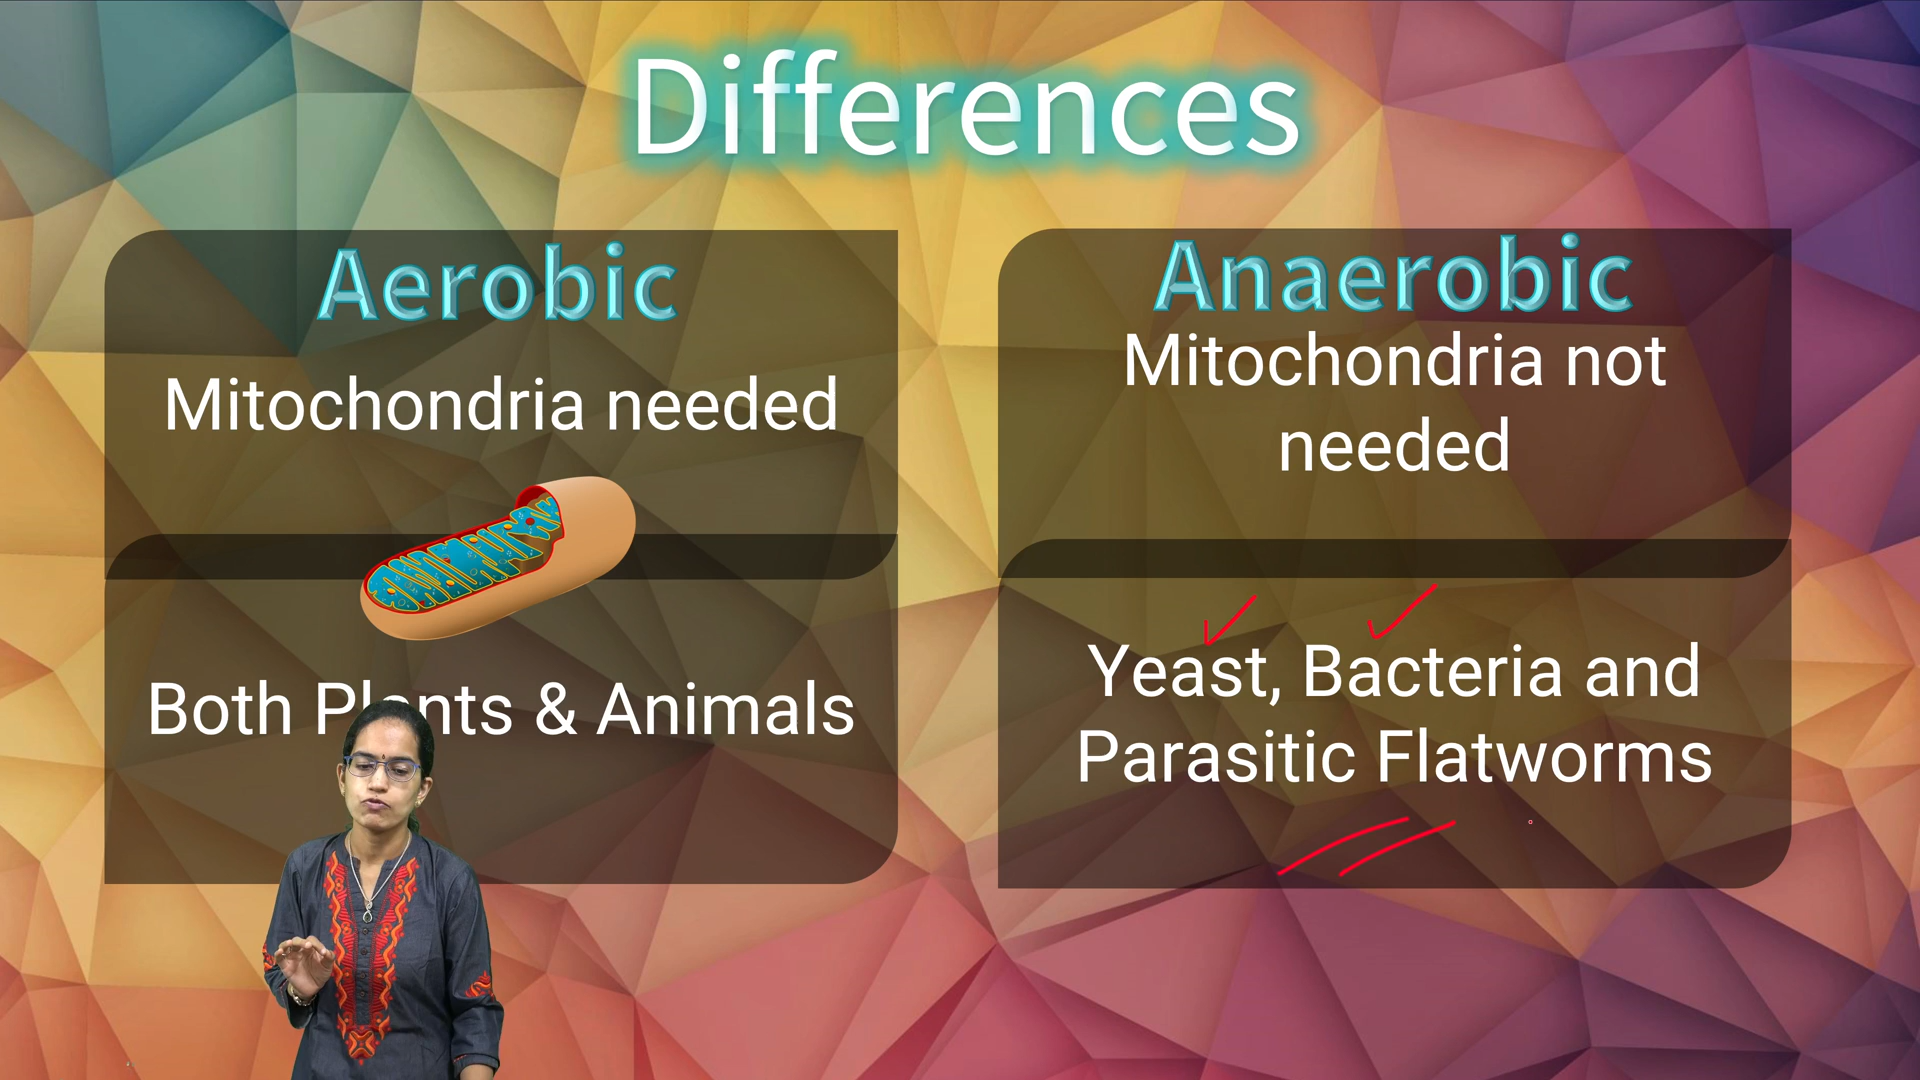 Differences
Aerobic
Mitochondria needed
Both Plants & Animals
Anaerobic
Mitochondria not
needed
Yeast, Bacteria and
Parasitic Flatworms